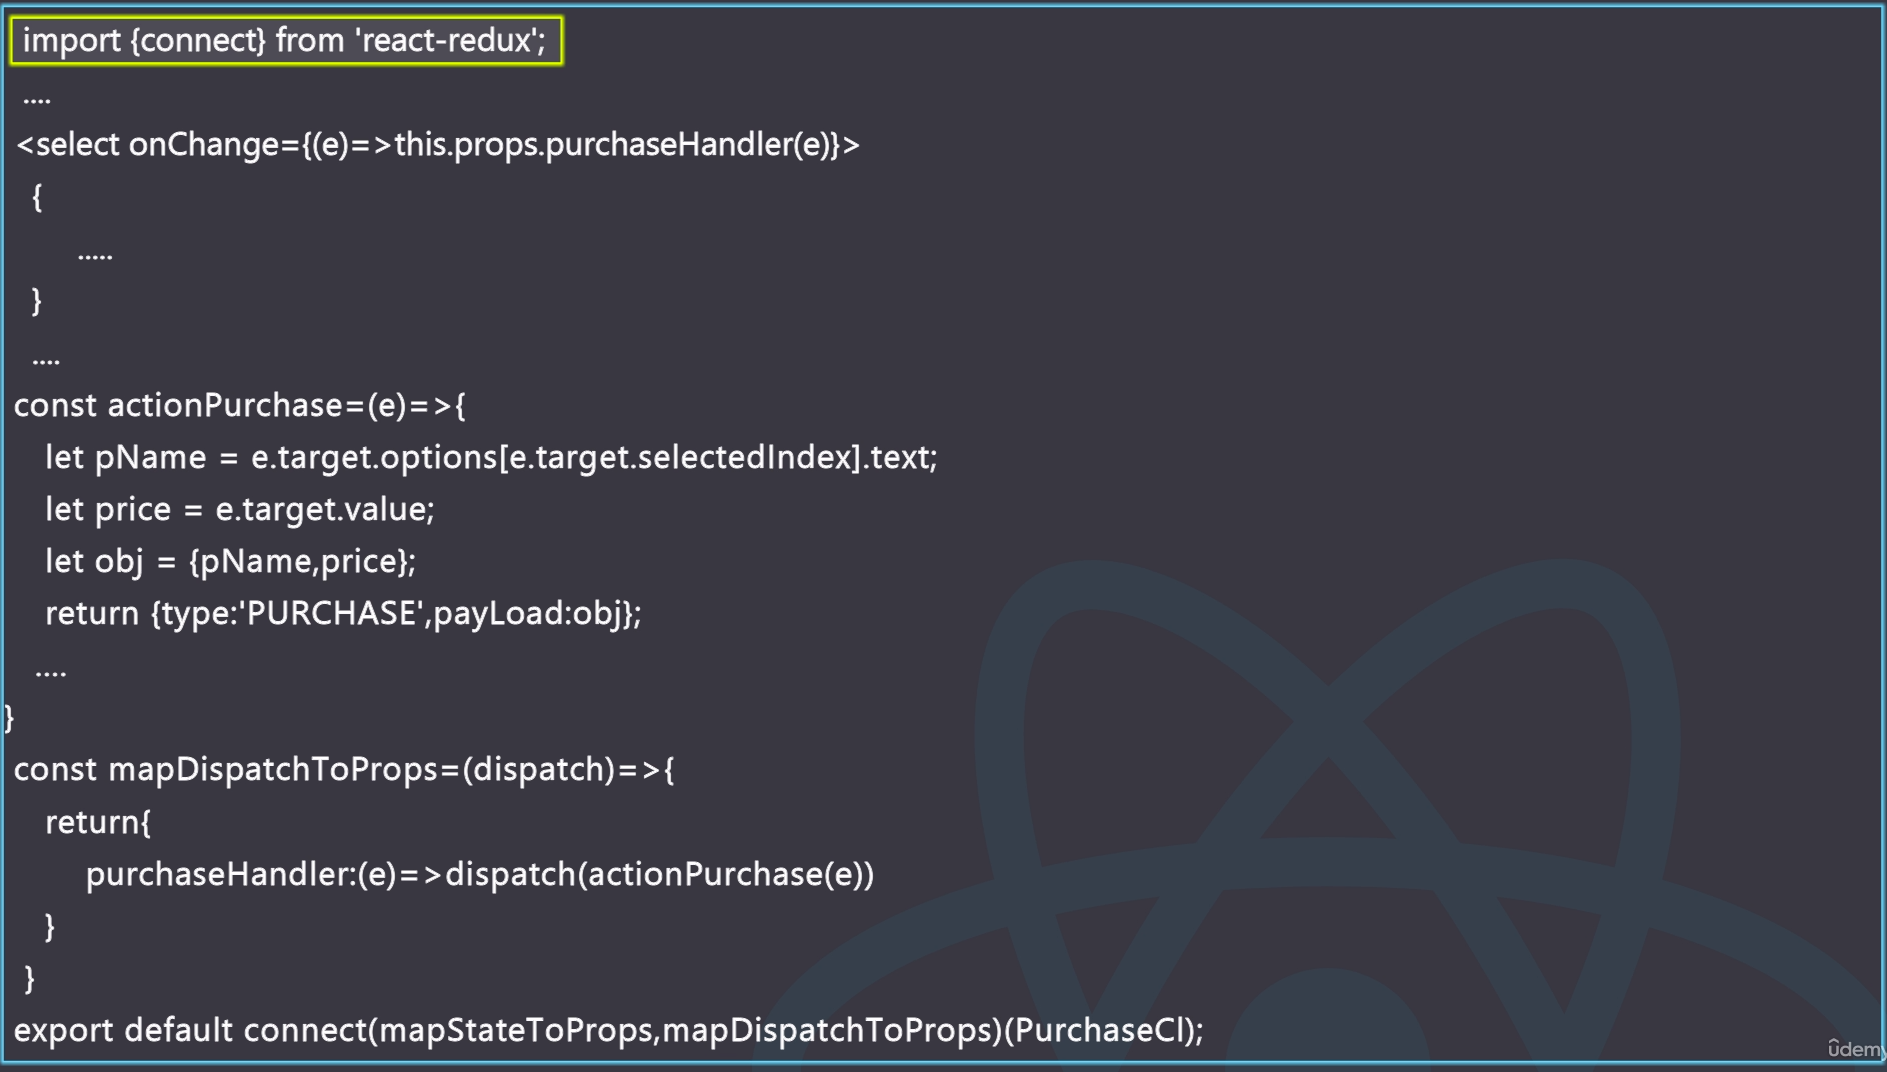 import {connect} from 'react-redux';
....
<select onChange={(e)=>this.props.purchaseHandler(e)}>
{
.....
}
....
const actionPurchase=(e)=>{
let pName = e.target.options[e.target.selectedIndex].text;
let price = e.target.value;
let obj = {pName,price};
return {type:'PURCHASE',payLoad:obj};
....
}
const mapDispatchToProps=(dispatch)=>{
return{
purchaseHandler:(e)=>dispatch(actionPurchase(e))
}
}
export default connect(mapStateToProps,mapDispatchToProps)(PurchaseCl);
udemy